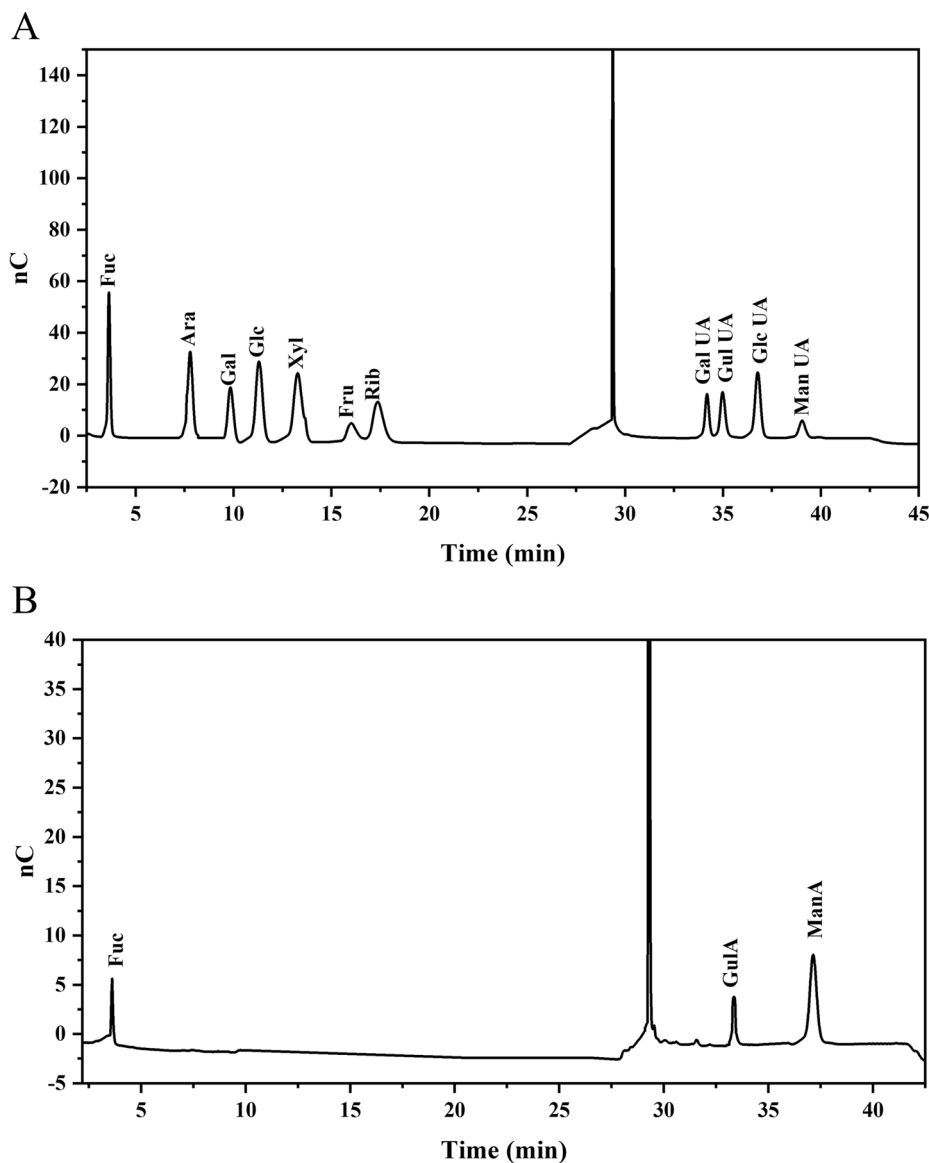 A
140
120
100
80
60
40
20
0
-20
nC
Fuc
Ara
Gal
Glc
Xyl
Fru
Rib
Gal UA
Gul UA
Glc UA
Man UA
5 10 15 20 25 30 35 40 45
Time (min)
B
40
35
30
25
20
15
10
5
0
-5
nC
Fuc
GulA
ManA
5 10 15 20 25 30 35 40
Time (min)